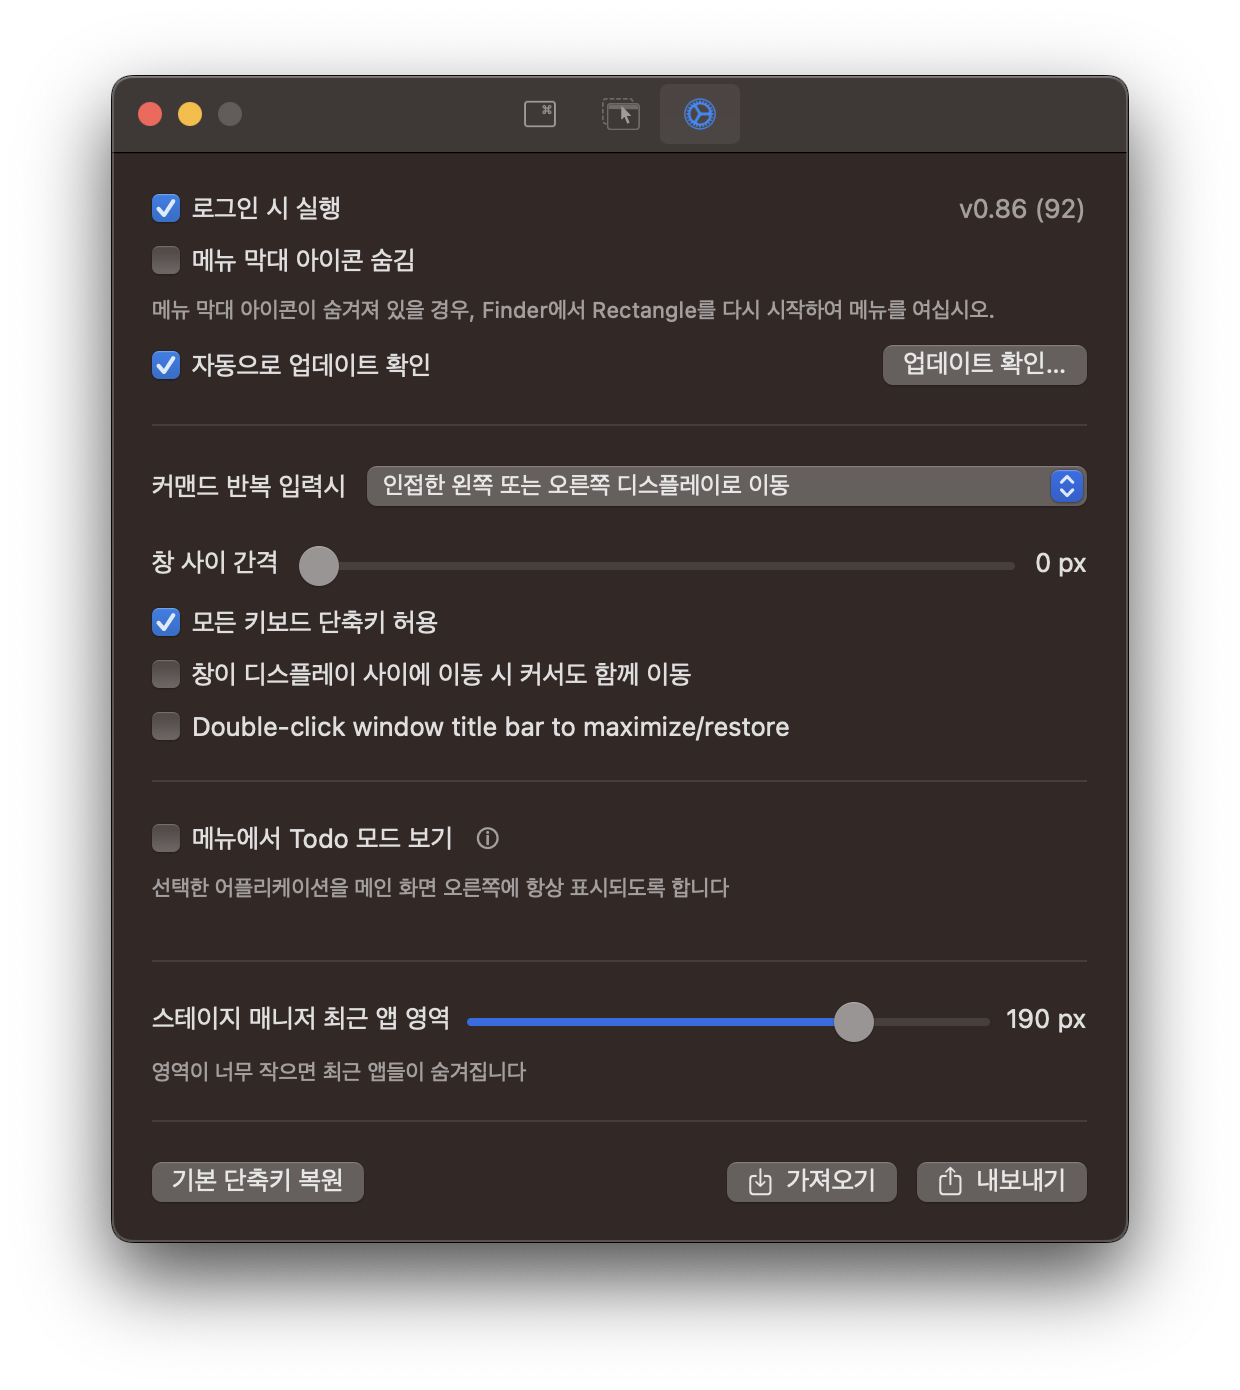 로그인 시 실행
v0.86 (92)
메뉴 막대 아이콘 숨김
메뉴 막대 아이콘이 숨겨져 있을 경우, Finder에서 Rectangle를 다시 시작하여 메뉴를 여십시오.
자동으로 업데이트 확인
업데이트 확인...
커맨드 반복 입력시
인접한 왼쪽 또는 오른쪽 디스플레이로 이동
창 사이 간격
0 px
모든 키보드 단축키 허용
창이 디스플레이 사이에 이동 시 커서도 함께 이동
Double-click window title bar to maximize/restore
메뉴에서 Todo 모드 보기
선택한 어플리케이션을 메인 화면 오른쪽에 항상 표시되도록 합니다
스테이지 매니저 최근 앱 영역
190 px
영역이 너무 작으면 최근 앱들이 숨겨집니다
기본 단축키 복원
가져오기
내보내기